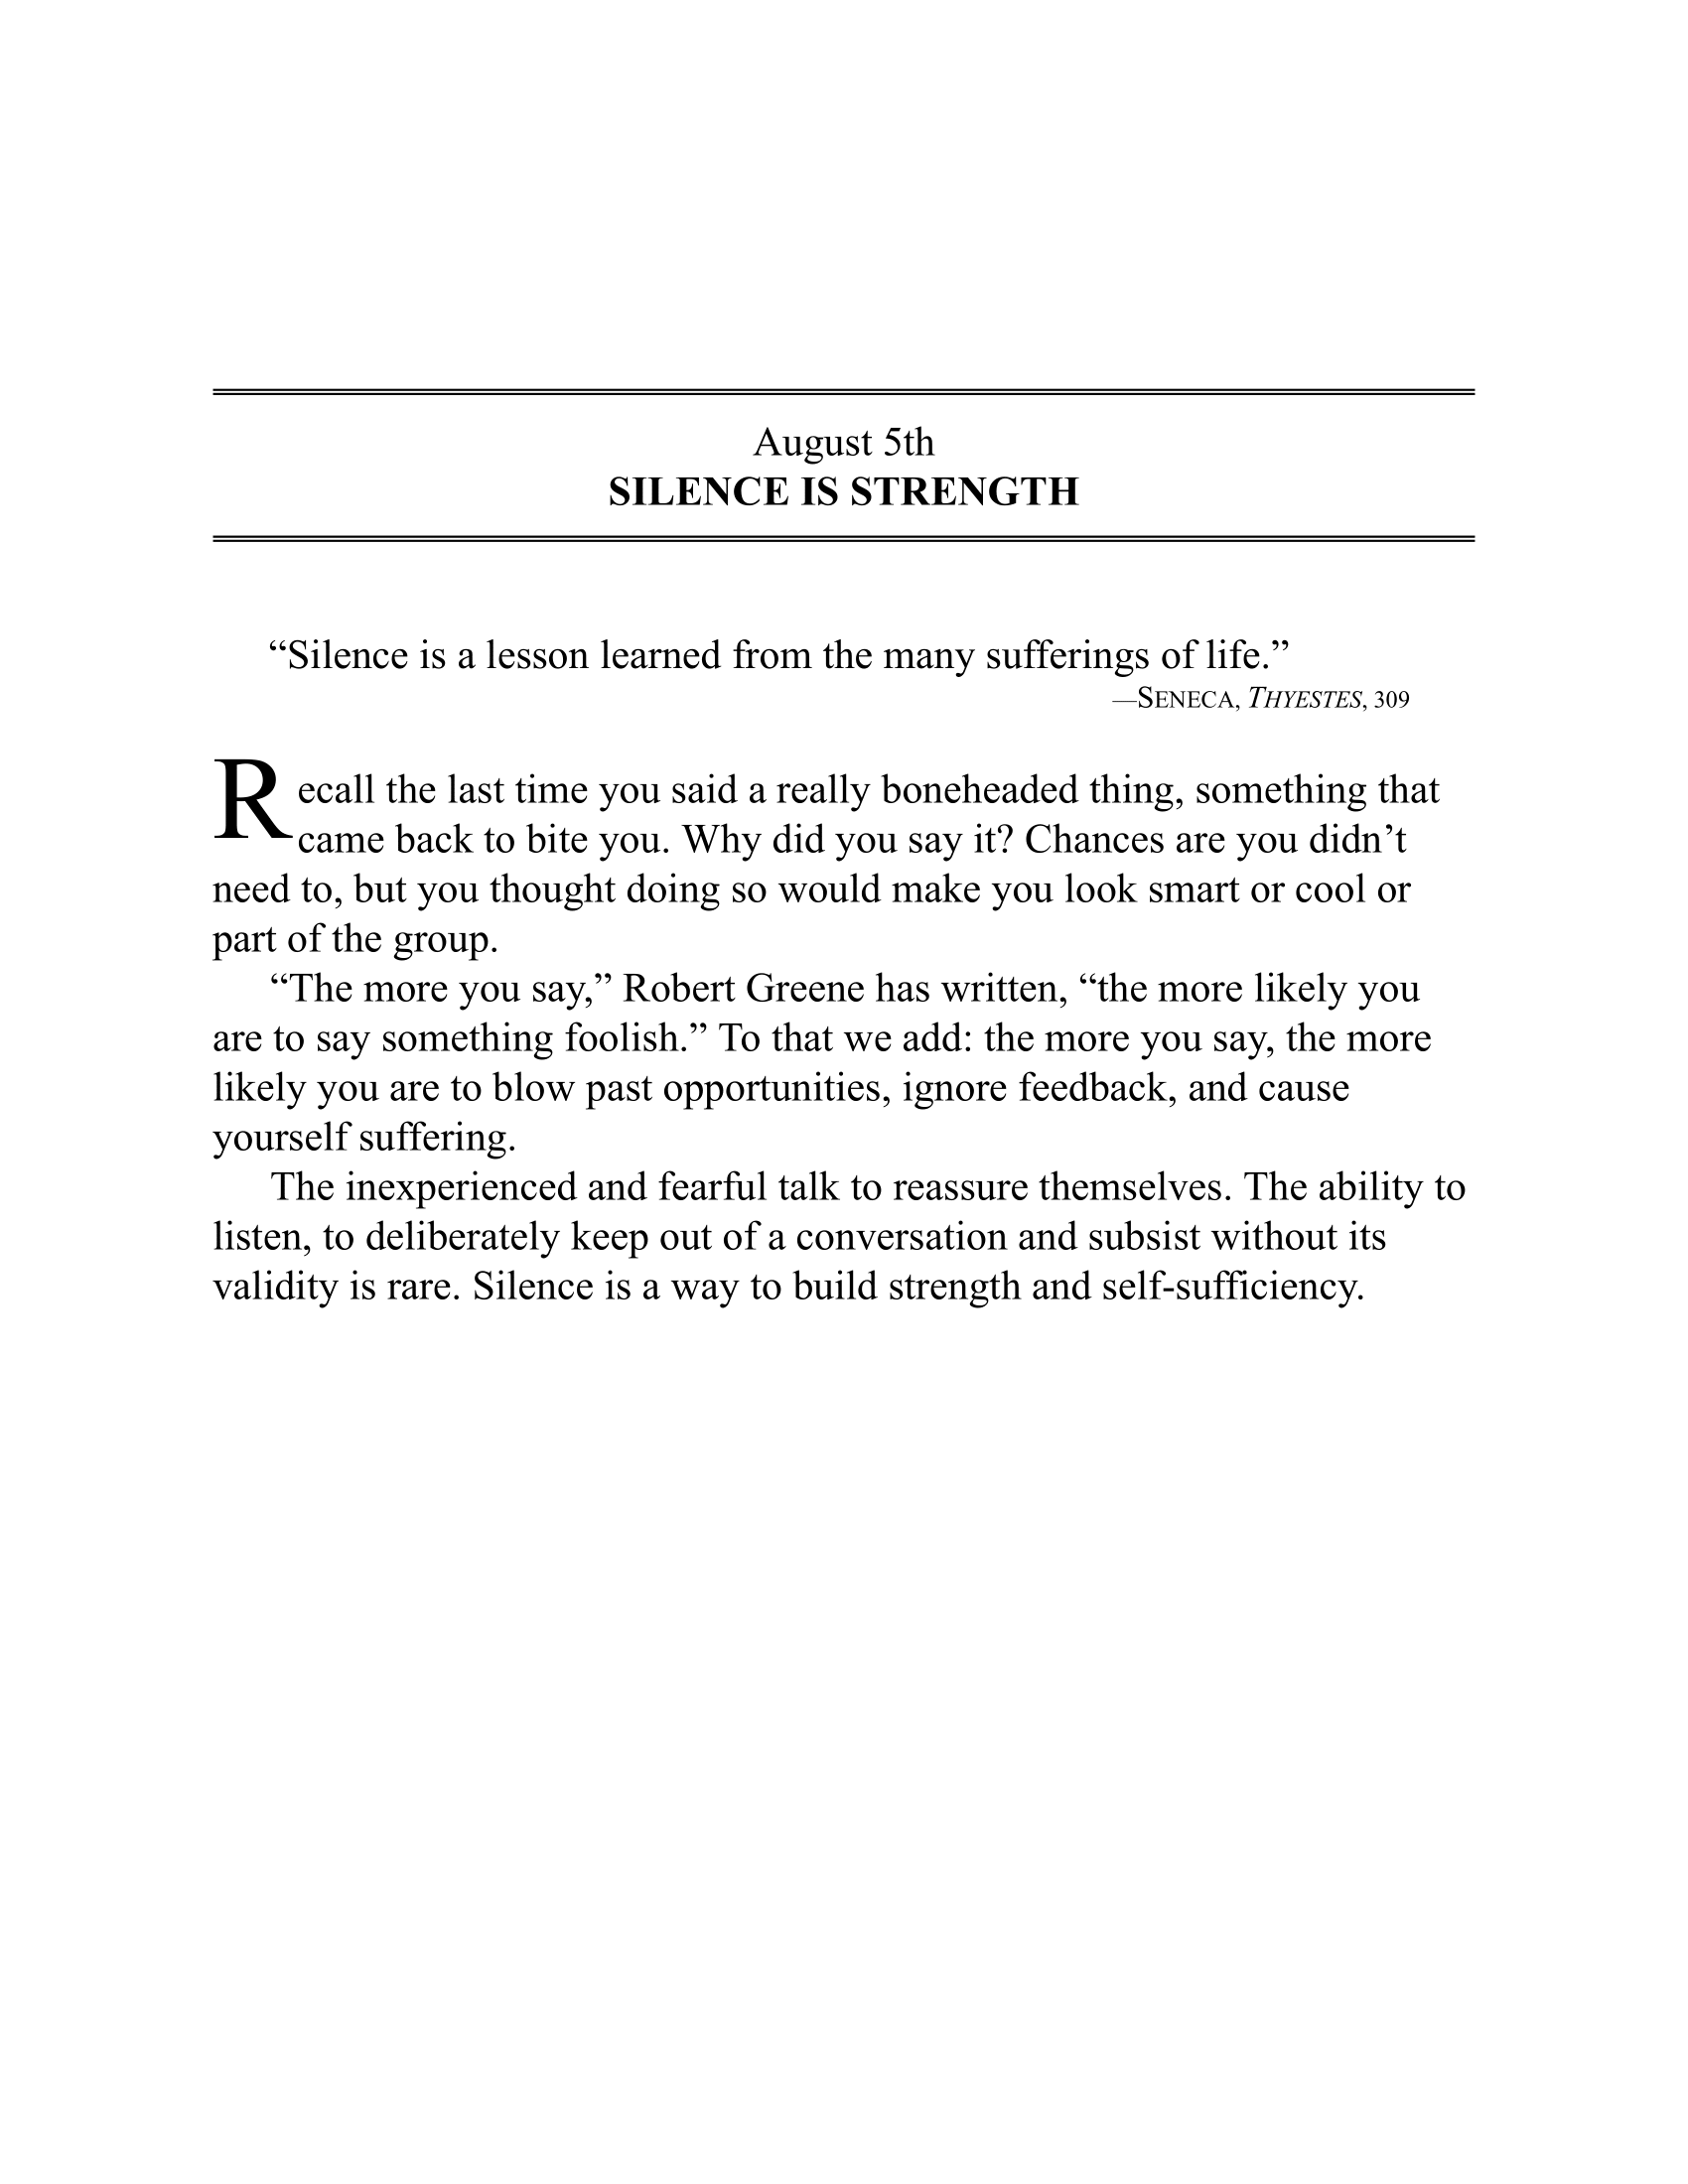 August 5th
SILENCE IS STRENGTH
“Silence is a lesson learned from the many sufferings of life.”
—SENECA, THYESTES, 309
Recall the last time you said a really boneheaded thing, something that
came back to bite you. Why did you say it? Chances are you didn’t
need to, but you thought doing so would make you look smart or cool or
part of the group.
“The more you say,” Robert Greene has written, “the more likely you
are to say something foolish.” To that we add: the more you say, the more
likely you are to blow past opportunities, ignore feedback, and cause
yourself suffering.
The inexperienced and fearful talk to reassure themselves. The ability to
listen, to deliberately keep out of a conversation and subsist without its
validity is rare. Silence is a way to build strength and self-sufficiency.